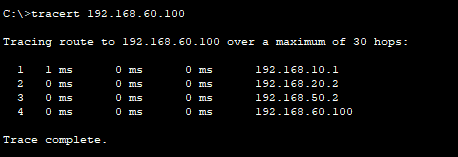 C:\>tracert 192.168.60.100
Tracing route to 192.168.60.100 over a maximum of 30 hops:
1 1 ms 0 ms 0 ms 192.168.10.1
2 0 ms 0 ms 0 ms 192.168.20.2
3 0 ms 0 ms 0 ms 192.168.50.2
4 0 ms 0 ms 0 ms 192.168.60.100
Trace complete.